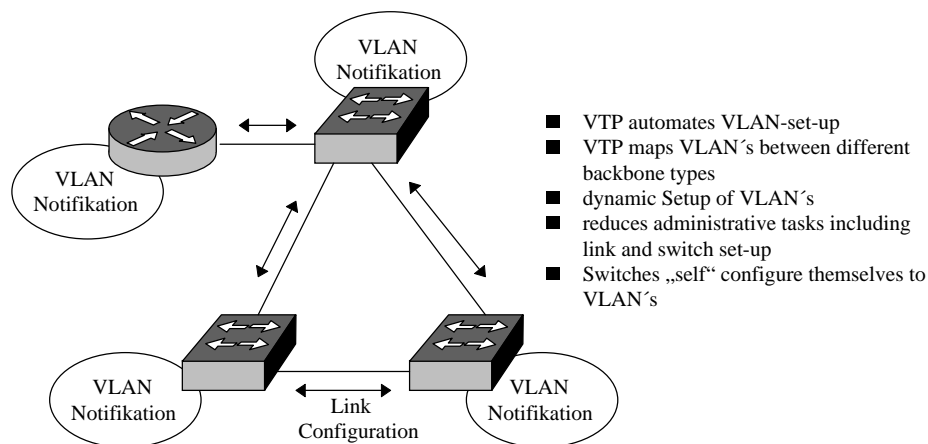 VLAN
Notifikation
VLAN
Notifikation
VLAN
Notifikation
Link
Configuration
VLAN
Notifikation
VTP automates VLAN-set-up
VTP maps VLAN´s between different
backbone types
dynamic Setup of VLAN´s
reduces administrative tasks including
link and switch set-up
Switches „self“ configure themselves to
VLAN´s